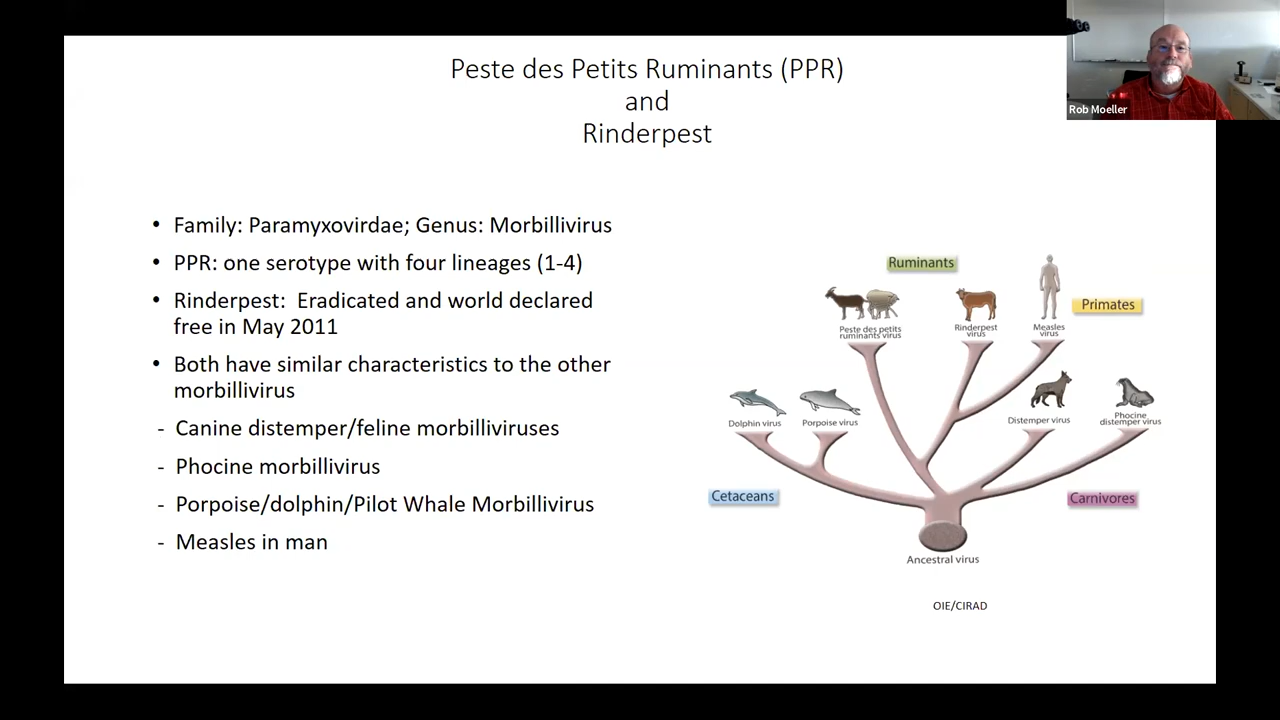 Peste des Petits Ruminants (PPR)
and
Rinderpest
Rob Moeller
• Family: Paramyxovirdae; Genus: Morbillivirus
• PPR: one serotype with four lineages (1-4)
• Rinderpest: Eradicated and world declared
free in May 2011
• Both have similar characteristics to the other
morbillivirus
- Canine distemper/feline morbilliviruses
- Phocine morbillivirus
- Porpoise/dolphin/Pilot Whale Morbillivirus
- Measles in man
Ruminants
Primates
Peste des petits
ruminants virus
Rinderpest
virus
Measles
virus
Dolphin virus
Porpoise virus
Distemper virus
Phocine
distemper virus
Cetaceans
Carnivores
Ancestral virus
OIE/CIRAD